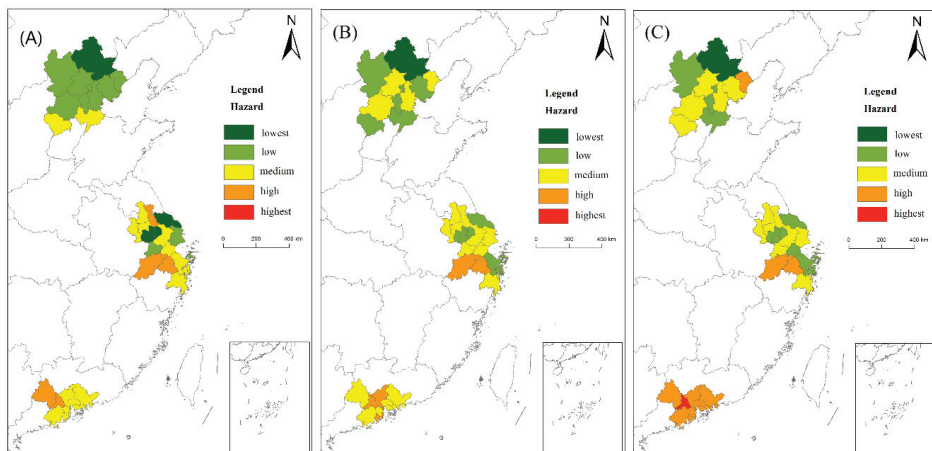 (A)
N
Legend
Hazard
lowest
low
medium
high
highest
0 200 400 km
(B)
N
Legend
Hazard
lowest
low
medium
high
highest
0 200 400 km
(C)
N
Legend
Hazard
lowest
low
medium
high
highest
0 200 400 km